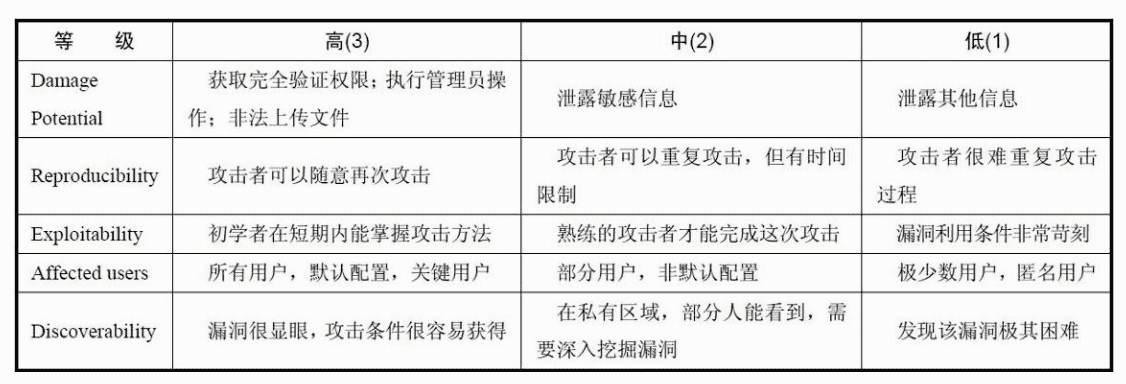 等 级 高(3) 中(2) 低(1)
Damage Potential 获取完全验证权限；执行管理员操作；非法上传文件 泄露敏感信息 泄露其他信息
Reproducibility 攻击者可以随意再次攻击 攻击者可以重复攻击，但有时间限制 攻击者很难重复攻击过程
Exploitability 初学者在短期内能掌握攻击方法 熟练的攻击者才能完成这次攻击 漏洞利用条件非常苛刻
Affected users 所有用户，默认配置，关键用户 部分用户，非默认配置 极少数用户，匿名用户
Discoverability 漏洞很显眼，攻击条件很容易获得 在私有区域，部分人能看到，需要深入挖掘漏洞 发现该漏洞极其困难